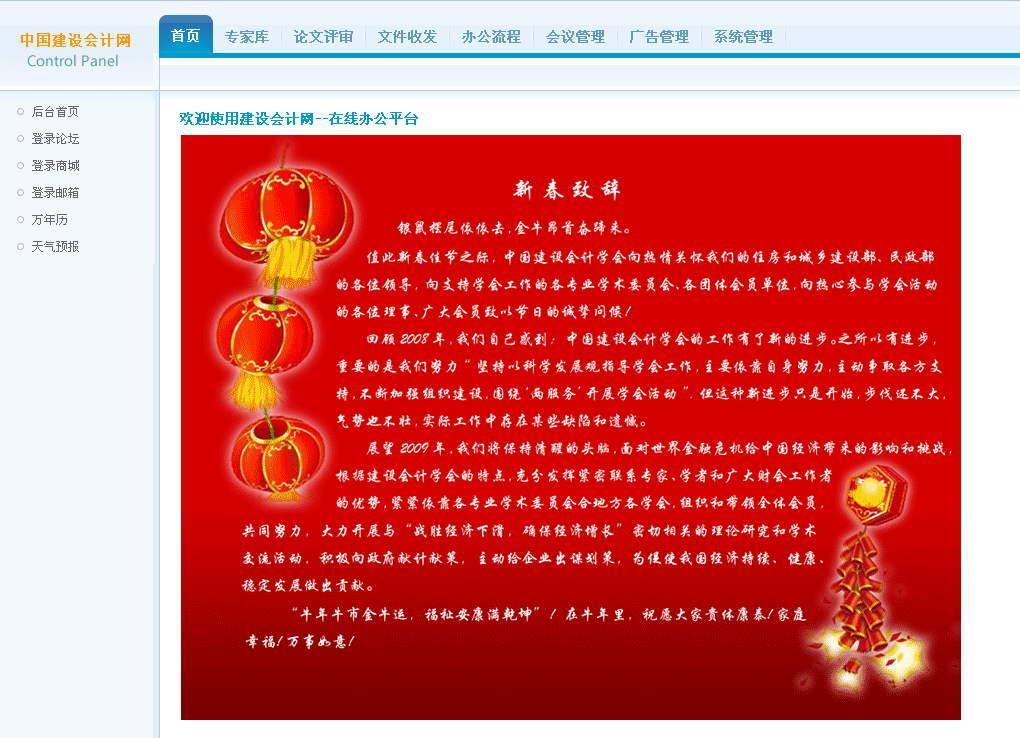 中国建设会计网
Control Panel
首页 专家库 论文评审 文件收发 办公流程 会议管理 广告管理 系统管理
后台首页
登录论坛
登录商城
登录邮箱
万年历
天气预报
欢迎使用建设会计网--在线办公平台
新春致辞
银鼠摆尾依依去,金牛昂首奋蹄来。
值此新春佳节之际,中国建设会计学会向热情关怀我们的住房和城乡建设部、民政部
的各位领导,向支持学会工作的各专业学术委员会、各团体会员单位,向热心参与学会活动
的各位理事、广大会员致以节日的诚挚问候!
回顾2008年,我们自己感到:中国建设会计学会的工作有了新的进步。之所以有进步,
重要的是我们努力“坚持以科学发展观指导学会工作,主要依靠自身努力,主动争取各方支
持,不断加强组织建设,围绕‘两服务’开展学会活动”.但这种新进步只是开始,步伐还不大,
气势也不壮,实际工作中存在某些缺陷和遗憾。
展望2009年,我们将保持清醒的头脑,面对世界金融危机给中国经济带来的影响和挑战,
根据建设会计学会的特点,充分发挥紧密联系专家、学者和广大财会工作者
的优势,紧紧依靠各专业学术委员会合地方各学会,组织和带领全体会员,
共同努力,大力开展与“战胜经济下滑,确保经济增长”密切相关的理论研究和学术
交流活动,积极向政府献计献策,主动给企业出谋划策,为促使我国经济持续、健康、
稳定发展做出贡献。
“牛年牛市金牛运,福祉安康满乾坤”!在牛年里,祝愿大家贵体康泰!家庭
幸福!万事如意!